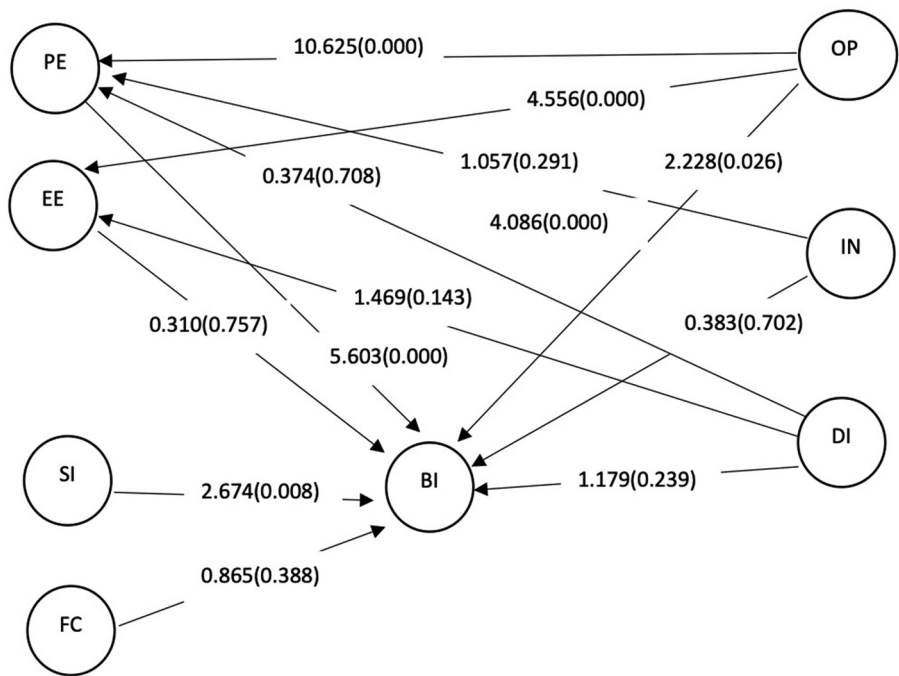 PE
10.625(0.000)
OP
4.556(0.000)
0.374(0.708)
1.057(0.291)
2.228(0.026)
EE
4.086(0.000)
IN
1.469(0.143)
0.310(0.757)
0.383(0.702)
5.603(0.000)
DI
SI
2.674(0.008)
BI
1.179(0.239)
0.865(0.388)
FC